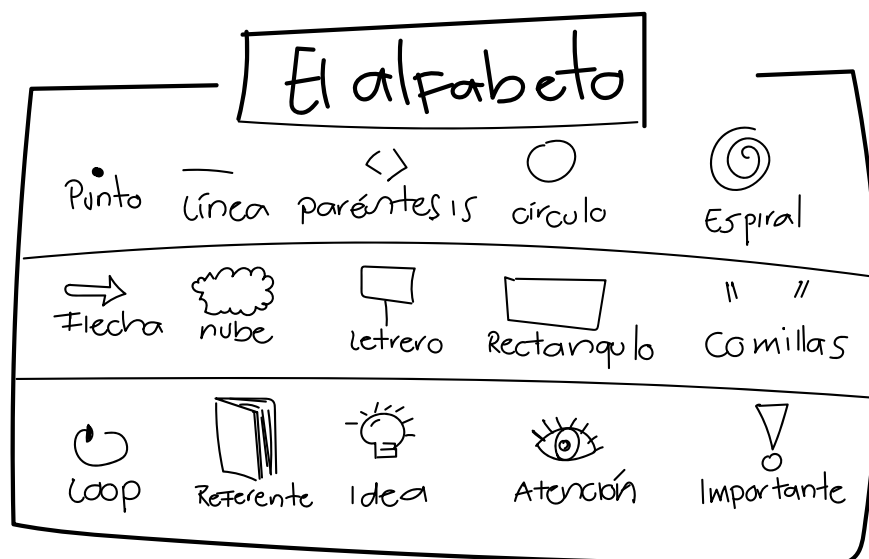 El alfabeto
Punto Línea paréntesis círculo Espiral
Flecha nube Letrero Rectangulo Comillas
Loop Referente Idea Atención Importante